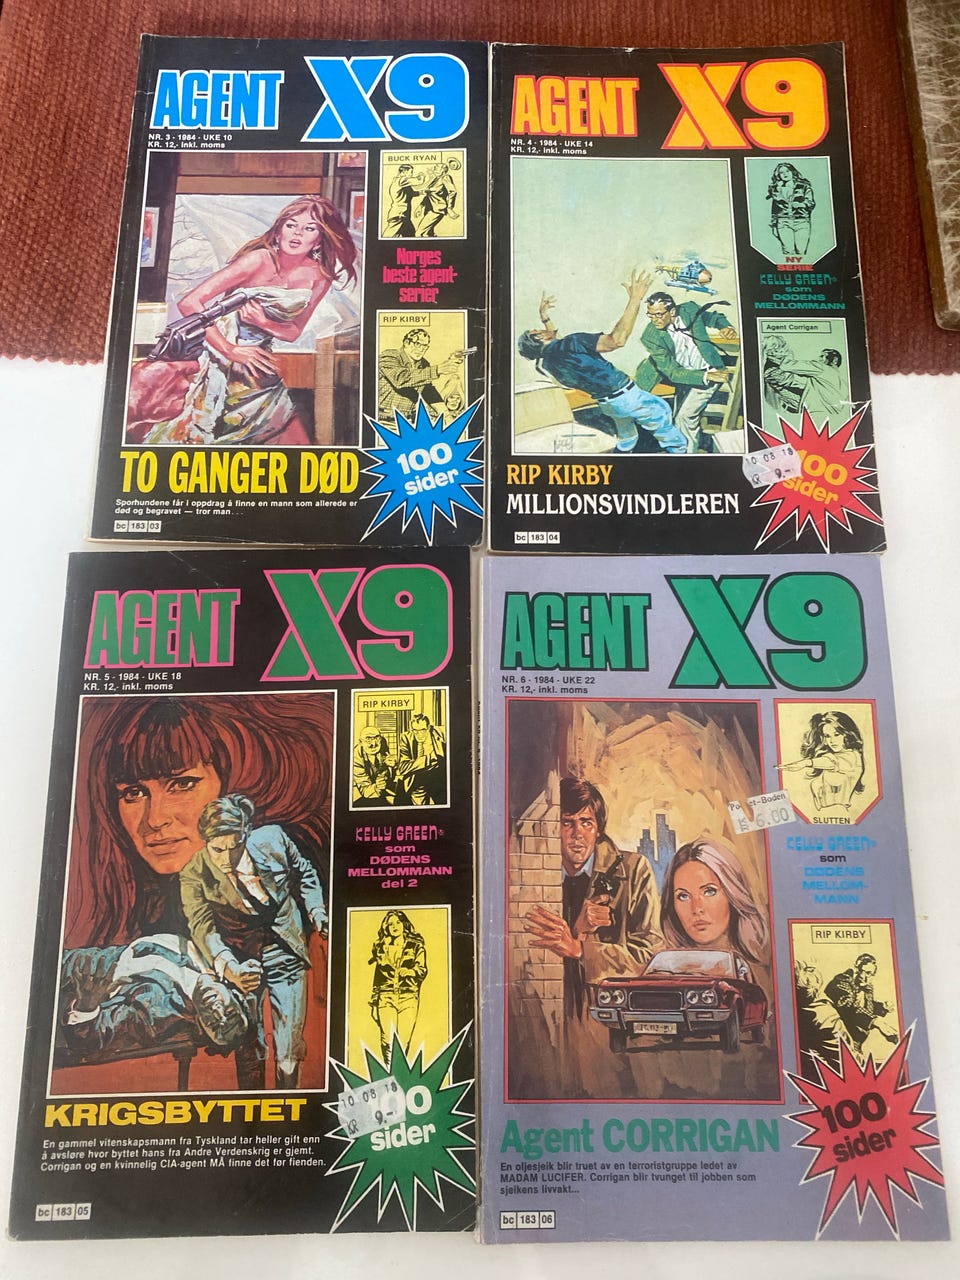 AGENT X9
NR. 3 - 1984 - UKE 10
KR. 12,- inkl. moms
BUCK RYAN
Norges
beste agent-
serier
RIP KIRBY
100
sider
TO GANGER DØD
Sporhundene får i oppdrag å finne en mann som allerede er
død og begravet — tror man...
bc 183 03
AGENT X9
NR. 4 - 1984 - UKE 14
KR. 12,- inkl. moms
NY
SERIE
KELLY GREEN®
som
DØDENS
MELLOMMANN
Agent Corrigan
10 08 18
KR 9.-
100
sider
RIP KIRBY
MILLIONSVINDLEREN
bc 183 04
AGENT X9
NR. 5 - 1984 - UKE 18
KR. 12,- inkl. moms
RIP KIRBY
KELLY GREEN®
som
DØDENS
MELLOMMANN
del 2
10 08 18
KR 9.-
100
sider
KRIGSBYTTET
En gammel vitenskapsmann fra Tyskland tar heller gift enn
å avsløre hvor byttet hans fra Andre Verdenskrig er gjemt.
Corrigan og en kvinnelig CIA-agent MÅ finne det før fienden.
bc 183 05
AGENT X9
NR. 6 - 1984 - UKE 22
KR. 12,- inkl. moms
SLUTTEN
Pocket-Boden
6.00
KELLY GREEN®
som
DØDENS
MELLOM-
MANN
RIP KIRBY
100
sider
Agent CORRIGAN
En oljesjeik blir truet av en terroristgruppe ledet av
MADAM LUCIFER. Corrigan blir tvunget til jobben som
sjeikens livvakt...
bc 183 06